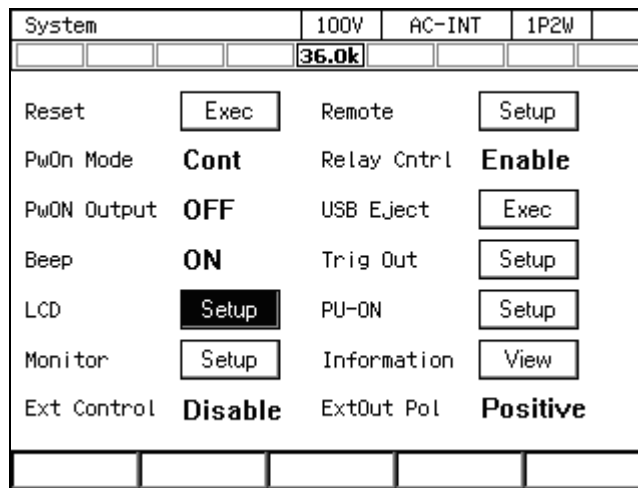 System 100V AC-INT 1P2W
36.0k
Reset Exec Remote Setup
PwOn Mode Cont Relay Cntrl Enable
PwON Output OFF USB Eject Exec
Beep ON Trig Out Setup
LCD Setup PU-ON Setup
Monitor Setup Information View
Ext Control Disable ExtOut Pol Positive